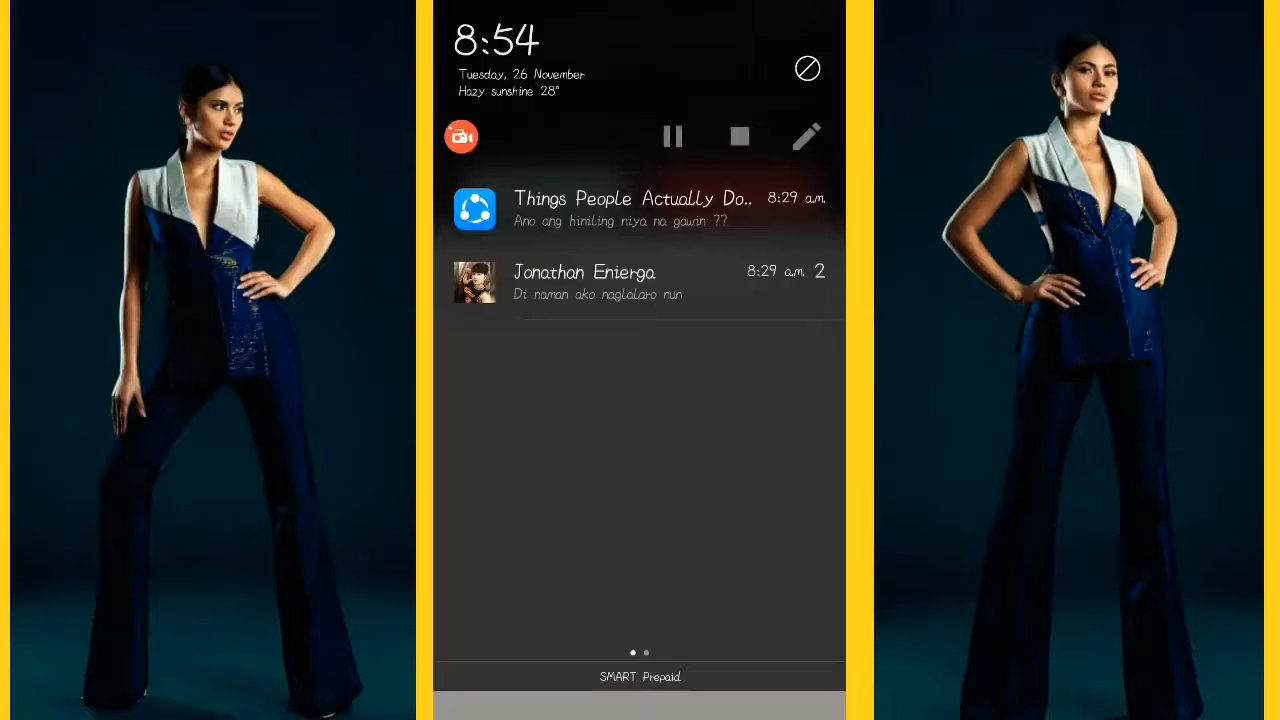 8:54
Tuesday, 26 November
Hazy sunshine 28°
Things People Actually Do.. 8:29 a.m.
Ano ang hiniling niya na gawin ??
Jonathan Enierga 8:29 a.m. 2
Di naman ako naglalaro nun
SMART Prepaid